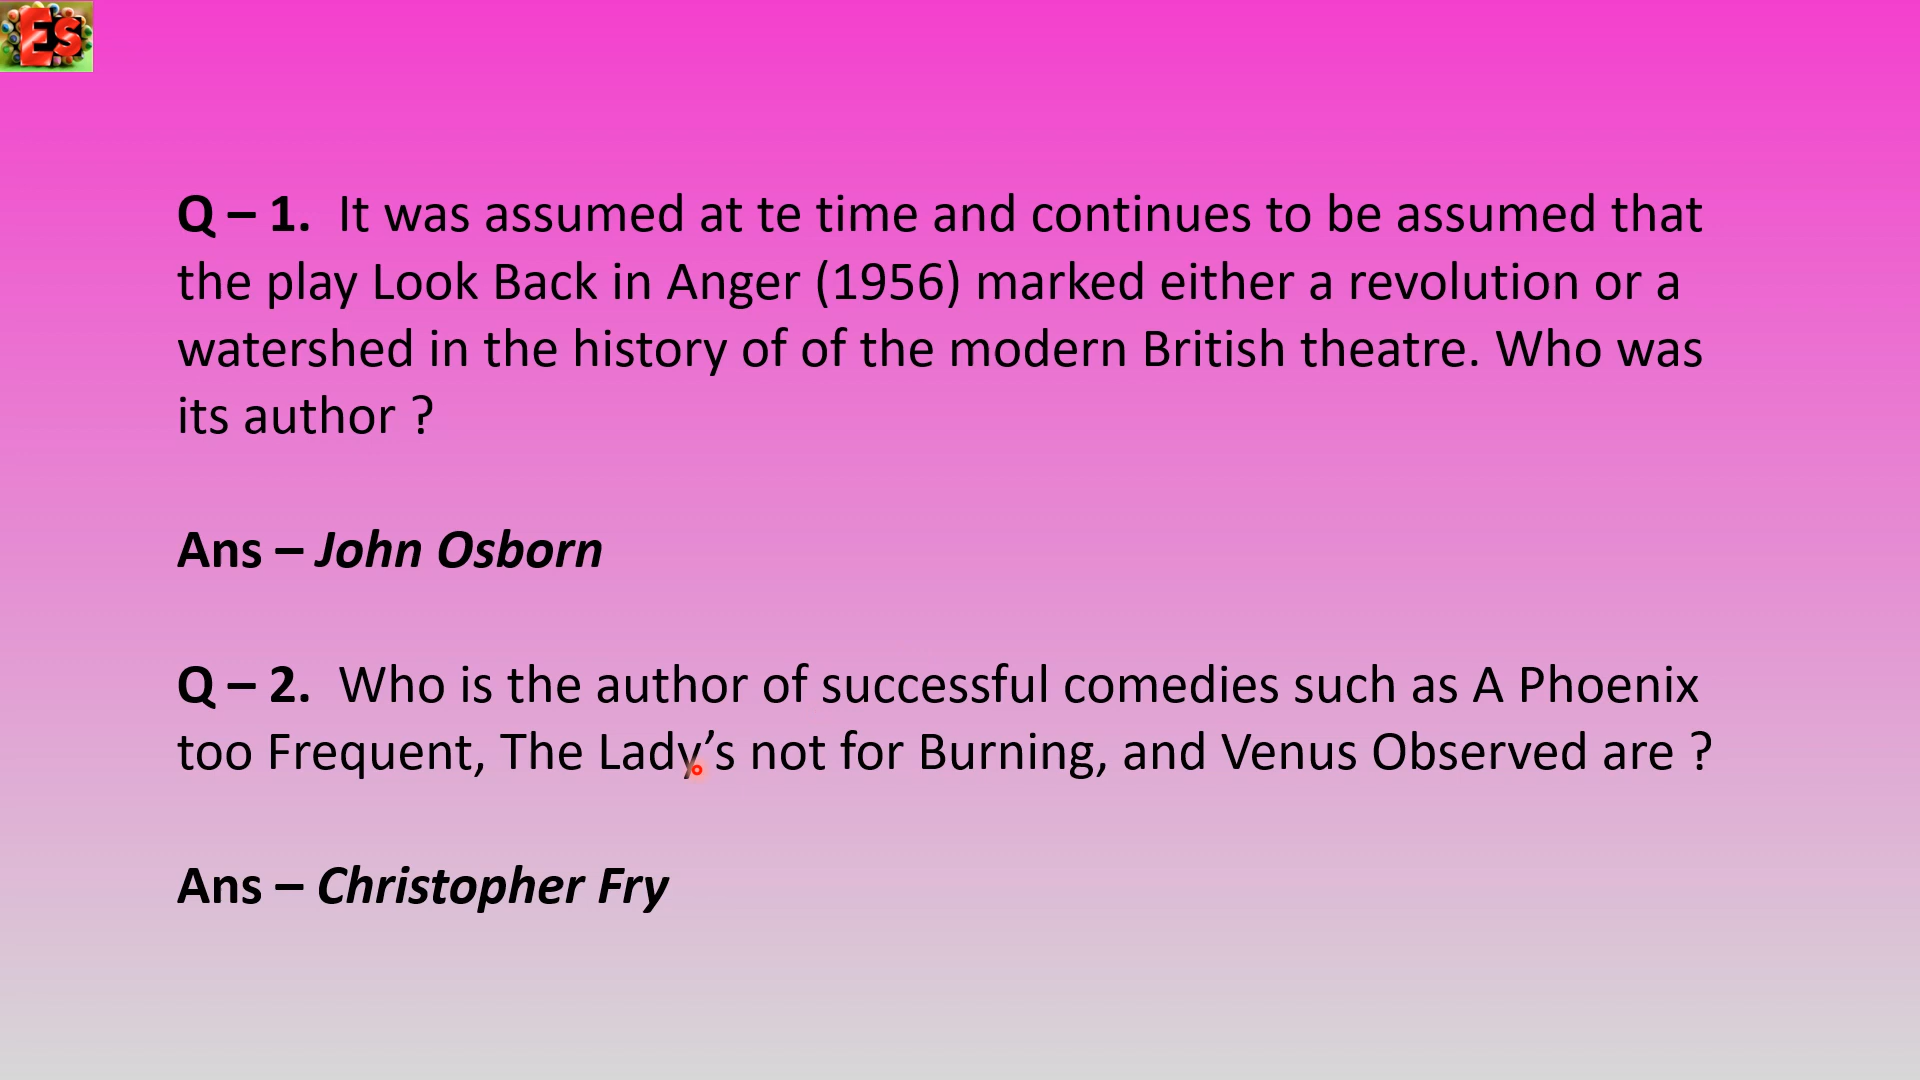 Es
Q – 1. It was assumed at te time and continues to be assumed that
the play Look Back in Anger (1956) marked either a revolution or a
watershed in the history of of the modern British theatre. Who was
its author ?
Ans – John Osborn
Q – 2. Who is the author of successful comedies such as A Phoenix
too Frequent, The Lady’s not for Burning, and Venus Observed are ?
Ans – Christopher Fry